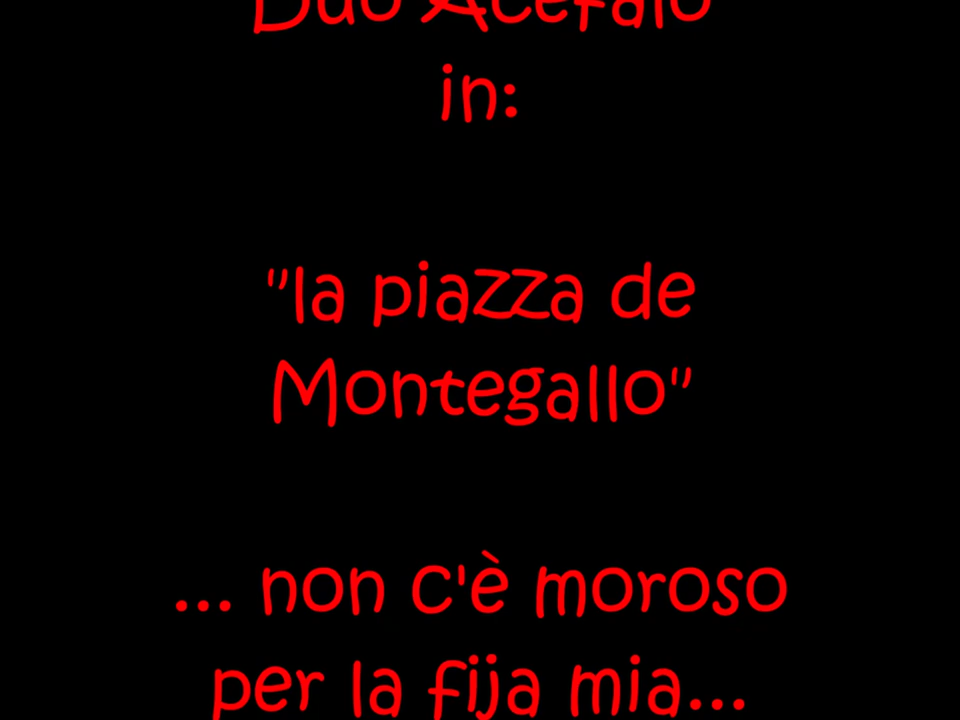 Duo Acefalo
in:
"la piazza de
Montegallo"
... non c'è moroso
per la fija mia...